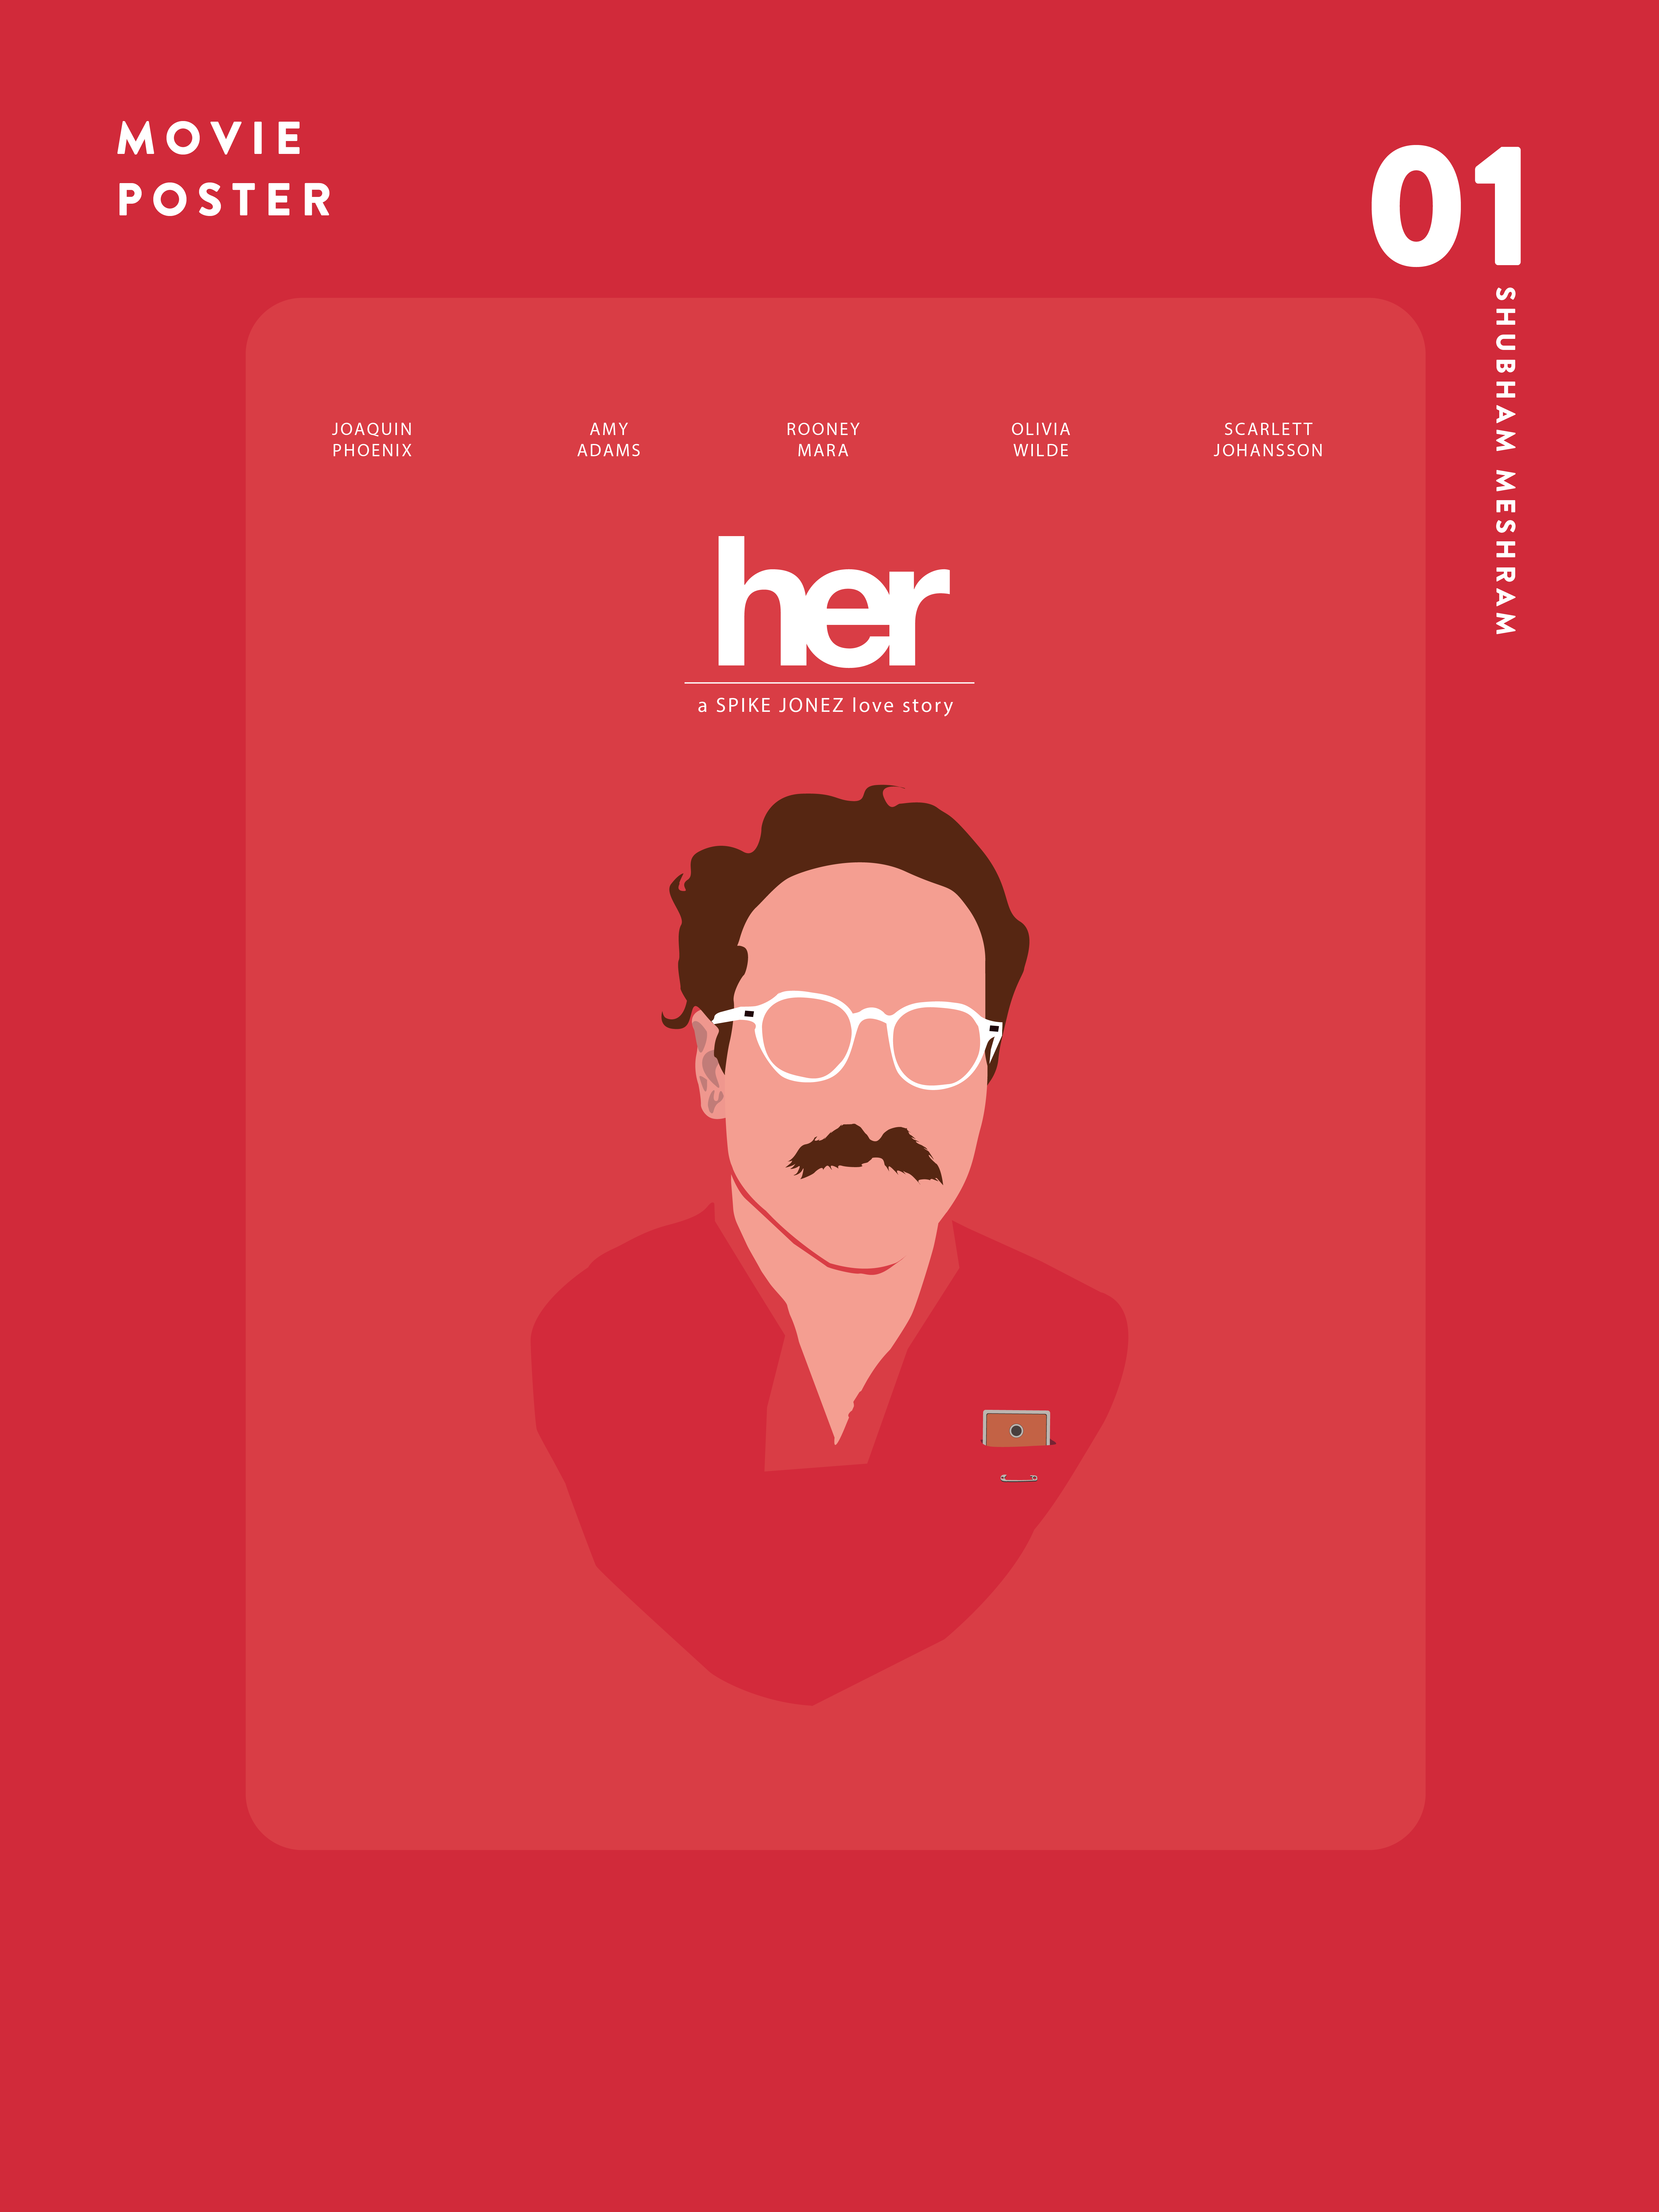 MOVIE
POSTER
01
SHUBHAM MESHRAM
JOAQUIN
PHOENIX
AMY
ADAMS
ROONEY
MARA
OLIVIA
WILDE
SCARLETT
JOHANSSON
her
a SPIKE JONEZ love story